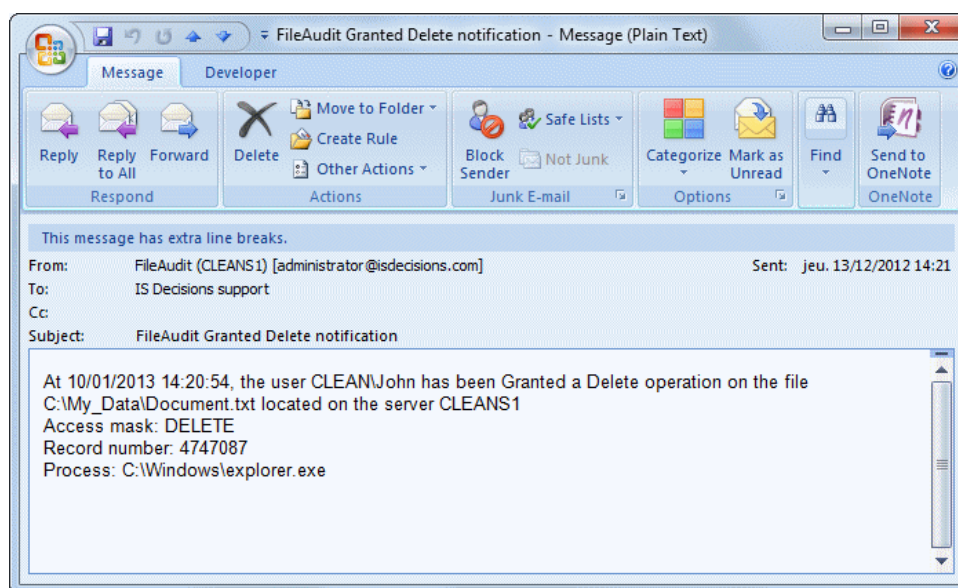 FileAudit Granted Delete notification - Message (Plain Text)
Message Developer
Reply
Reply to All
Forward
Respond
Delete
Move to Folder
Create Rule
Other Actions
Actions
Block Sender
Safe Lists
Not Junk
Junk E-mail
Categorize
Mark as Unread
Options
Find
Send to OneNote
OneNote
This message has extra line breaks.
From: FileAudit (CLEANS1) [administrator@isdecisions.com] Sent: jeu. 13/12/2012 14:21
To: IS Decisions support
Cc:
Subject: FileAudit Granted Delete notification
At 10/01/2013 14:20:54, the user CLEAN\John has been Granted a Delete operation on the file
C:\My_Data\Document.txt located on the server CLEANS1
Access mask: DELETE
Record number: 4747087
Process: C:\Windows\explorer.exe